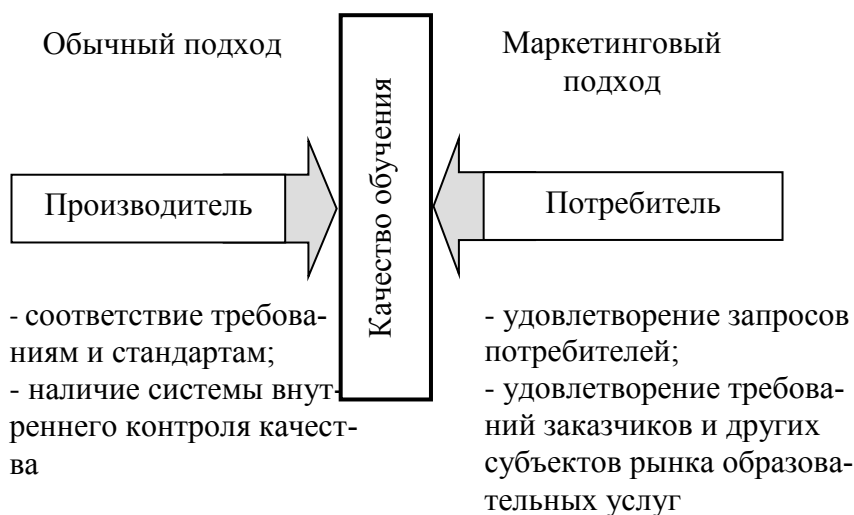 Обычный подход
Производитель
- соответствие требова-
ниям и стандартам;
- наличие системы внут-
реннего контроля качест-
ва
Качество обучения
Маркетинговый
подход
Потребитель
- удовлетворение запросов
потребителей;
- удовлетворение требова-
ний заказчиков и других
субъектов рынка образова-
тельных услуг